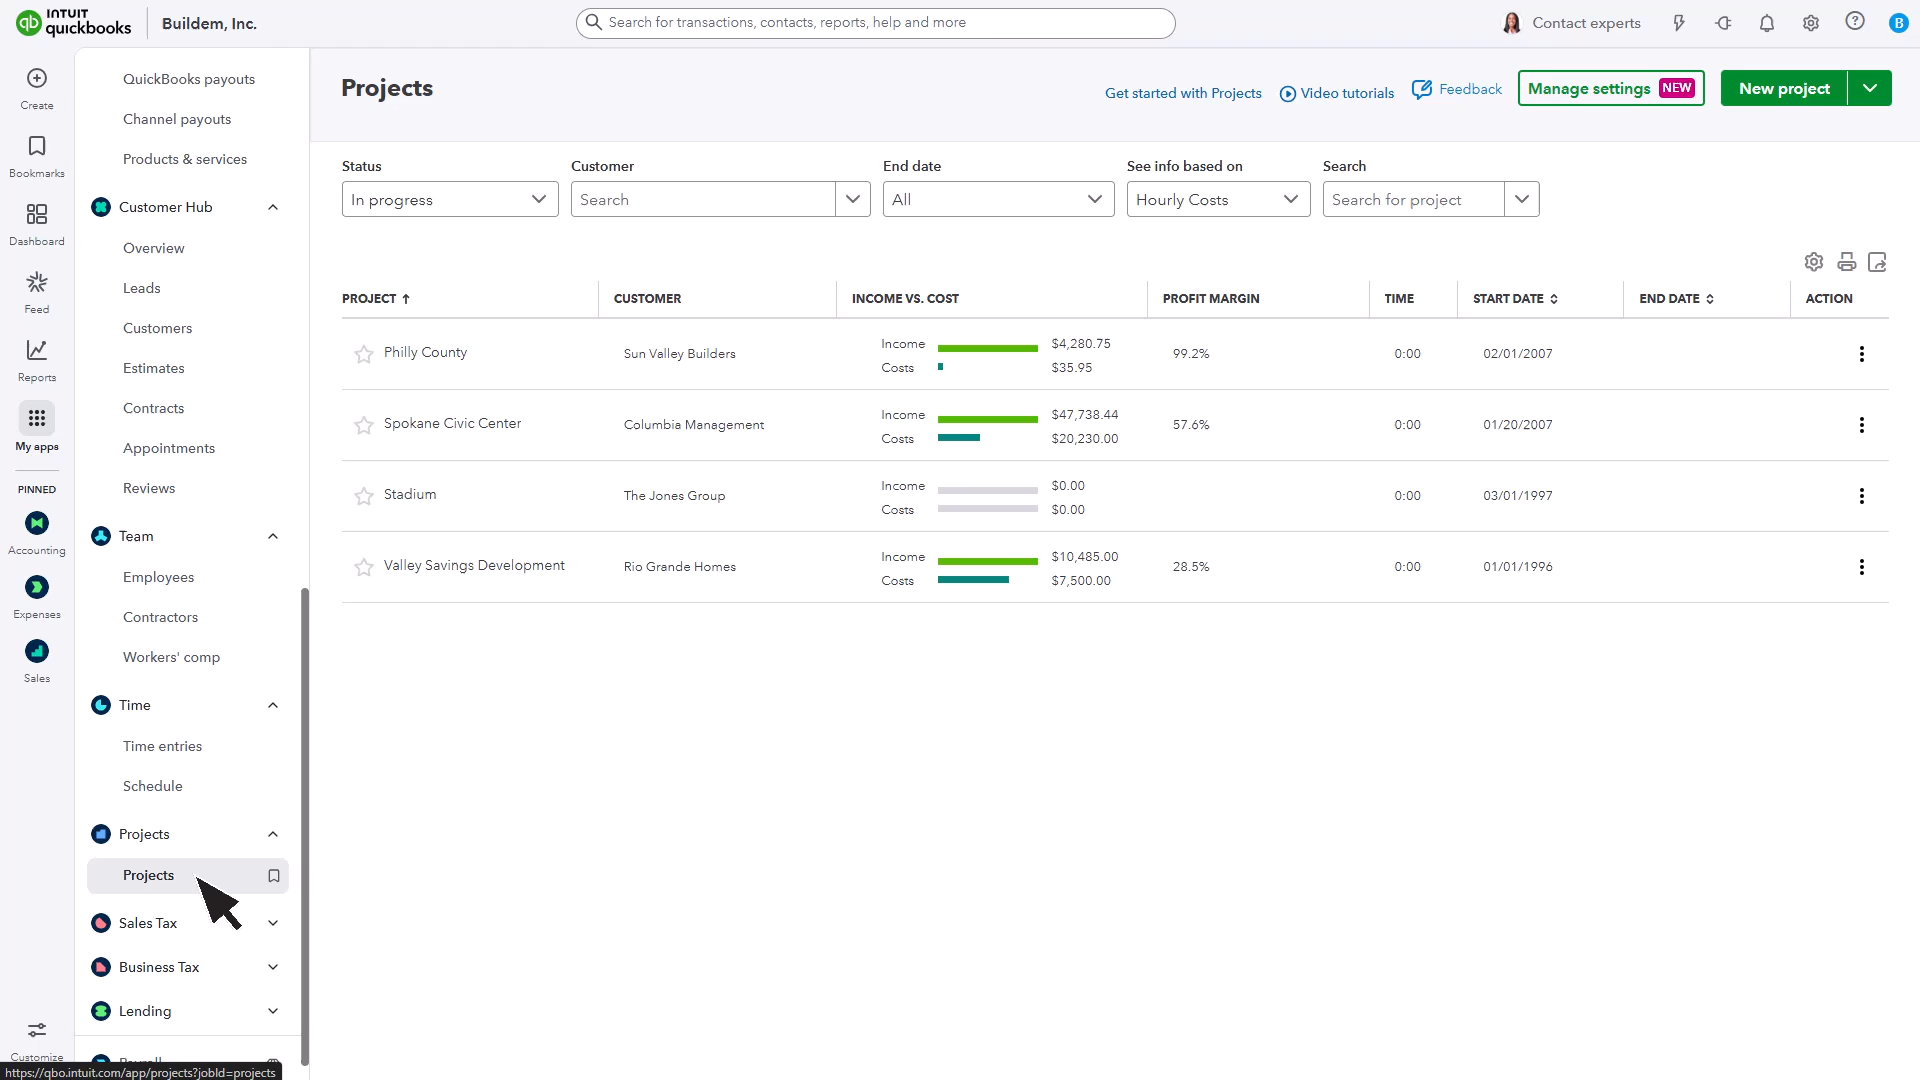 INTUIT
quickbooks
Buildem, Inc.
Search for transactions, contacts, reports, help and more
Contact experts
B
Create
Bookmarks
Dashboard
Feed
Reports
My apps
PINNED
Accounting
Expenses
Sales
Customize
QuickBooks payouts
Channel payouts
Products & services
Customer Hub
Overview
Leads
Customers
Estimates
Contracts
Appointments
Reviews
Team
Employees
Contractors
Workers' comp
Time
Time entries
Schedule
Projects
Projects
Sales Tax
Business Tax
Lending
Payroll
https://qbo.intuit.com/app/projects?jobId=projects
Projects
Get started with Projects
Video tutorials
Feedback
Manage settings NEW
New project
Status
Customer
End date
See info based on
Search
In progress
Search
All
Hourly Costs
Search for project
PROJECT
CUSTOMER
INCOME VS. COST
PROFIT MARGIN
TIME
START DATE
END DATE
ACTION
Philly County
Sun Valley Builders
Income $4,280.75
Costs $35.95
99.2%
0:00
02/01/2007
Spokane Civic Center
Columbia Management
Income $47,738.44
Costs $20,230.00
57.6%
0:00
01/20/2007
Stadium
The Jones Group
Income $0.00
Costs $0.00
0:00
03/01/1997
Valley Savings Development
Rio Grande Homes
Income $10,485.00
Costs $7,500.00
28.5%
0:00
01/01/1996